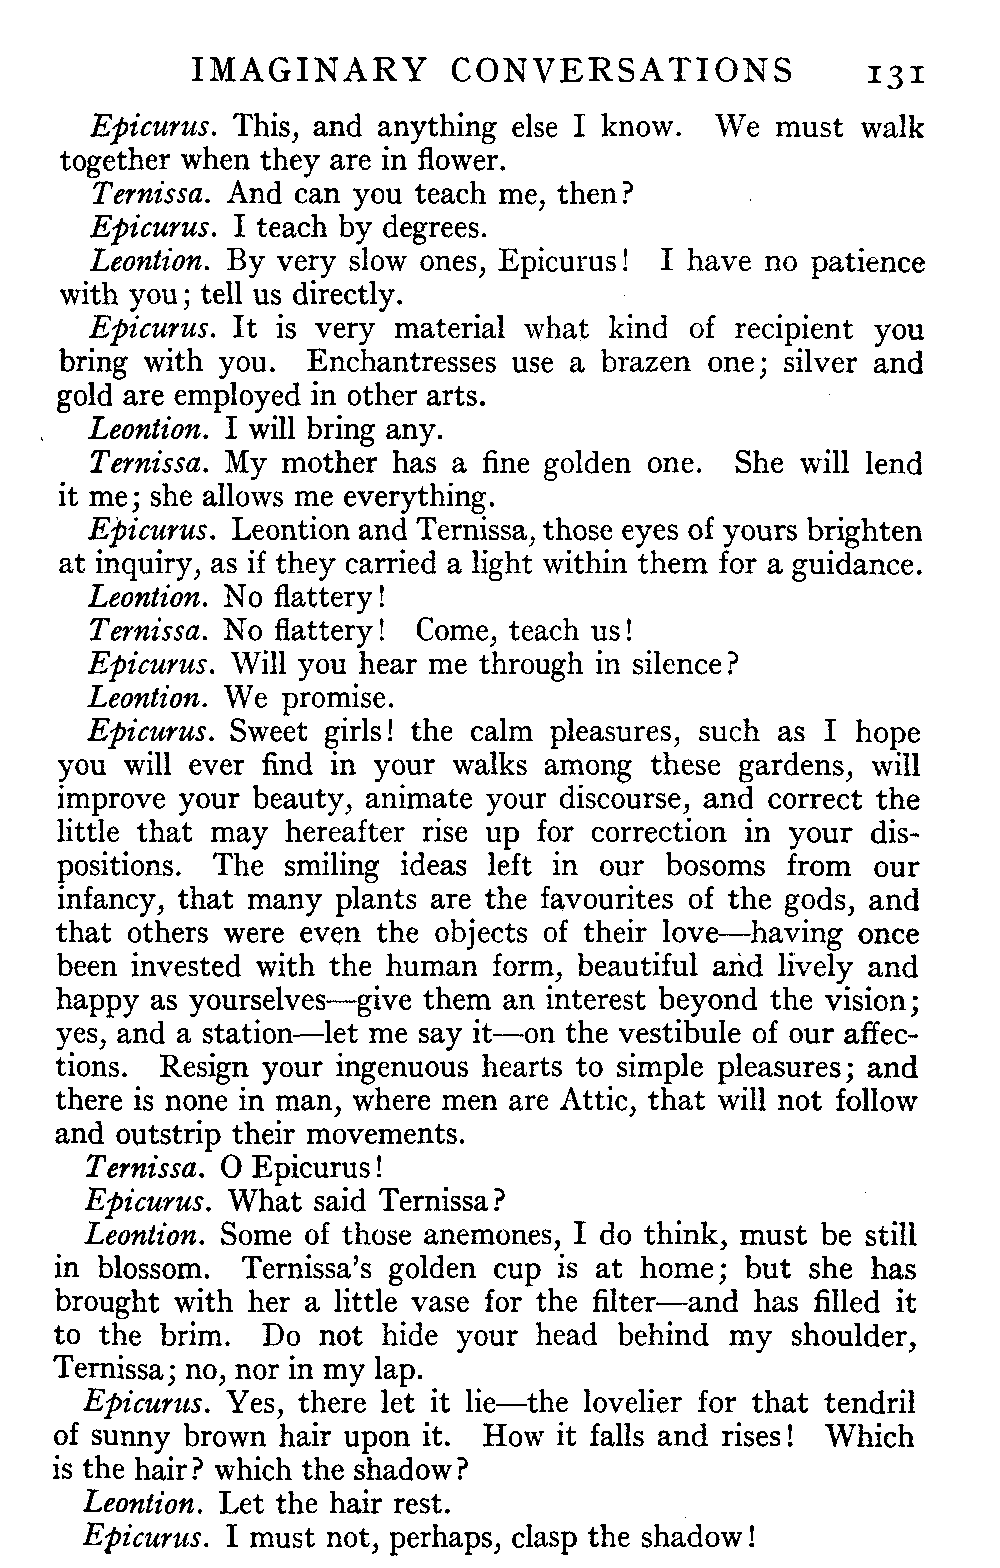 IMAGINARY CONVERSATIONS 131
Epicurus. This, and anything else I know. We must walk
together when they are in flower.
Ternissa. And can you teach me, then?
Epicurus. I teach by degrees.
Leontion. By very slow ones, Epicurus! I have no patience
with you; tell us directly.
Epicurus. It is very material what kind of recipient you
bring with you. Enchantresses use a brazen one; silver and
gold are employed in other arts.
Leontion. I will bring any.
Ternissa. My mother has a fine golden one. She will lend
it me; she allows me everything.
Epicurus. Leontion and Ternissa, those eyes of yours brighten
at inquiry, as if they carried a light within them for a guidance.
Leontion. No flattery!
Ternissa. No flattery! Come, teach us!
Epicurus. Will you hear me through in silence?
Leontion. We promise.
Epicurus. Sweet girls! the calm pleasures, such as I hope
you will ever find in your walks among these gardens, will
improve your beauty, animate your discourse, and correct the
little that may hereafter rise up for correction in your dis-
positions. The smiling ideas left in our bosoms from our
infancy, that many plants are the favourites of the gods, and
that others were even the objects of their love—having once
been invested with the human form, beautiful and lively and
happy as yourselves—give them an interest beyond the vision;
yes, and a station—let me say it—on the vestibule of our affec-
tions. Resign your ingenuous hearts to simple pleasures; and
there is none in man, where men are Attic, that will not follow
and outstrip their movements.
Ternissa. O Epicurus!
Epicurus. What said Ternissa?
Leontion. Some of those anemones, I do think, must be still
in blossom. Ternissa's golden cup is at home; but she has
brought with her a little vase for the filter—and has filled it
to the brim. Do not hide your head behind my shoulder,
Ternissa; no, nor in my lap.
Epicurus. Yes, there let it lie—the lovelier for that tendril
of sunny brown hair upon it. How it falls and rises! Which
is the hair? which the shadow?
Leontion. Let the hair rest.
Epicurus. I must not, perhaps, clasp the shadow!